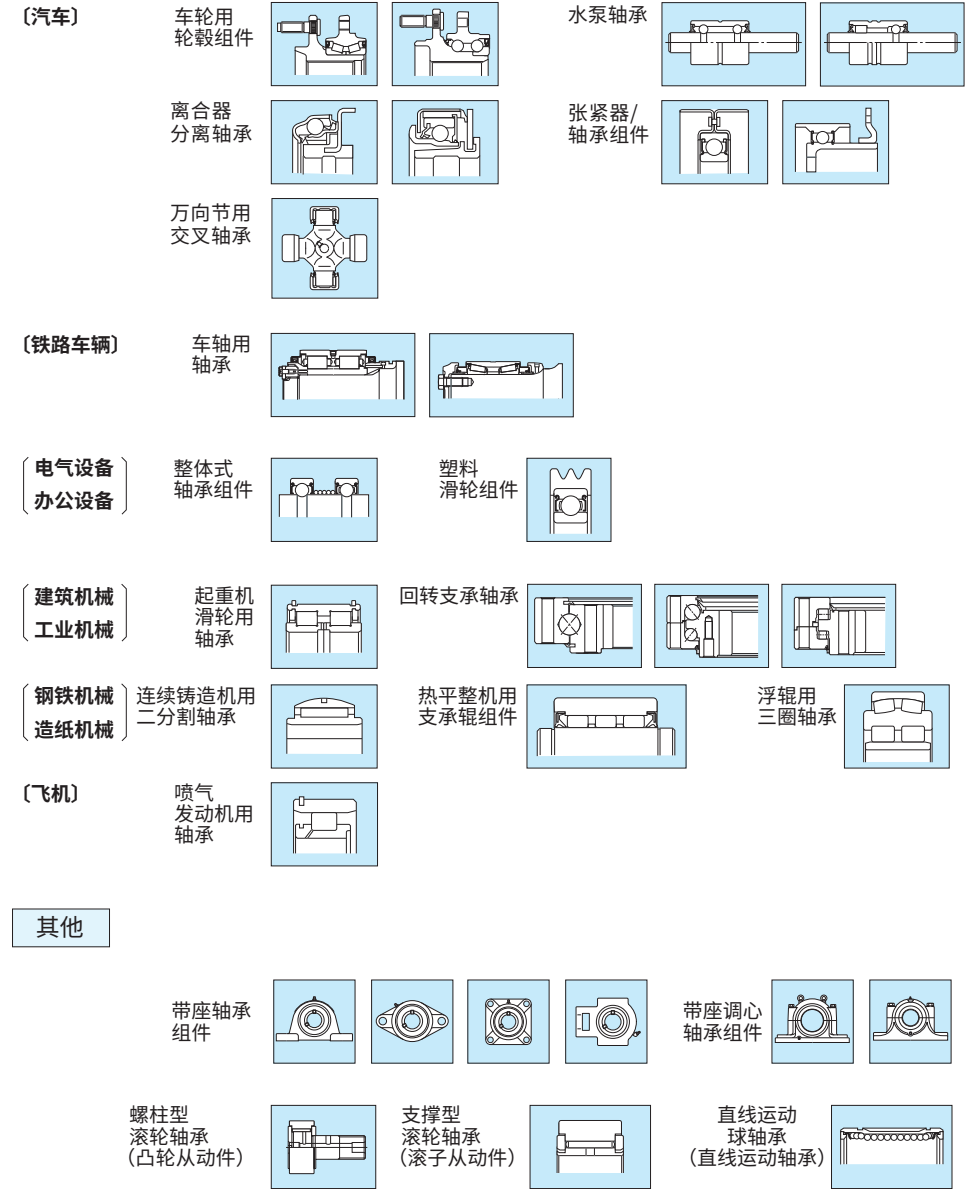 〔汽车〕
车轮用
轮毂组件
水泵轴承
离合器
分离轴承
张紧器/
轴承组件
万向节用
交叉轴承
〔铁路车辆〕
车轴用
轴承
电气设备
办公设备
整体式
轴承组件
塑料
滑轮组件
建筑机械
工业机械
起重机
滑轮用
轴承
回转支承轴承
钢铁机械
造纸机械
连续铸造机用
二分割轴承
热平整机用
支承辊组件
浮辊用
三圈轴承
〔飞机〕
喷气
发动机用
轴承
其他
带座轴承
组件
带座调心
轴承组件
螺柱型
滚轮轴承
（凸轮从动件）
支撑型
滚轮轴承
（滚子从动件）
直线运动
球轴承
（直线运动轴承）